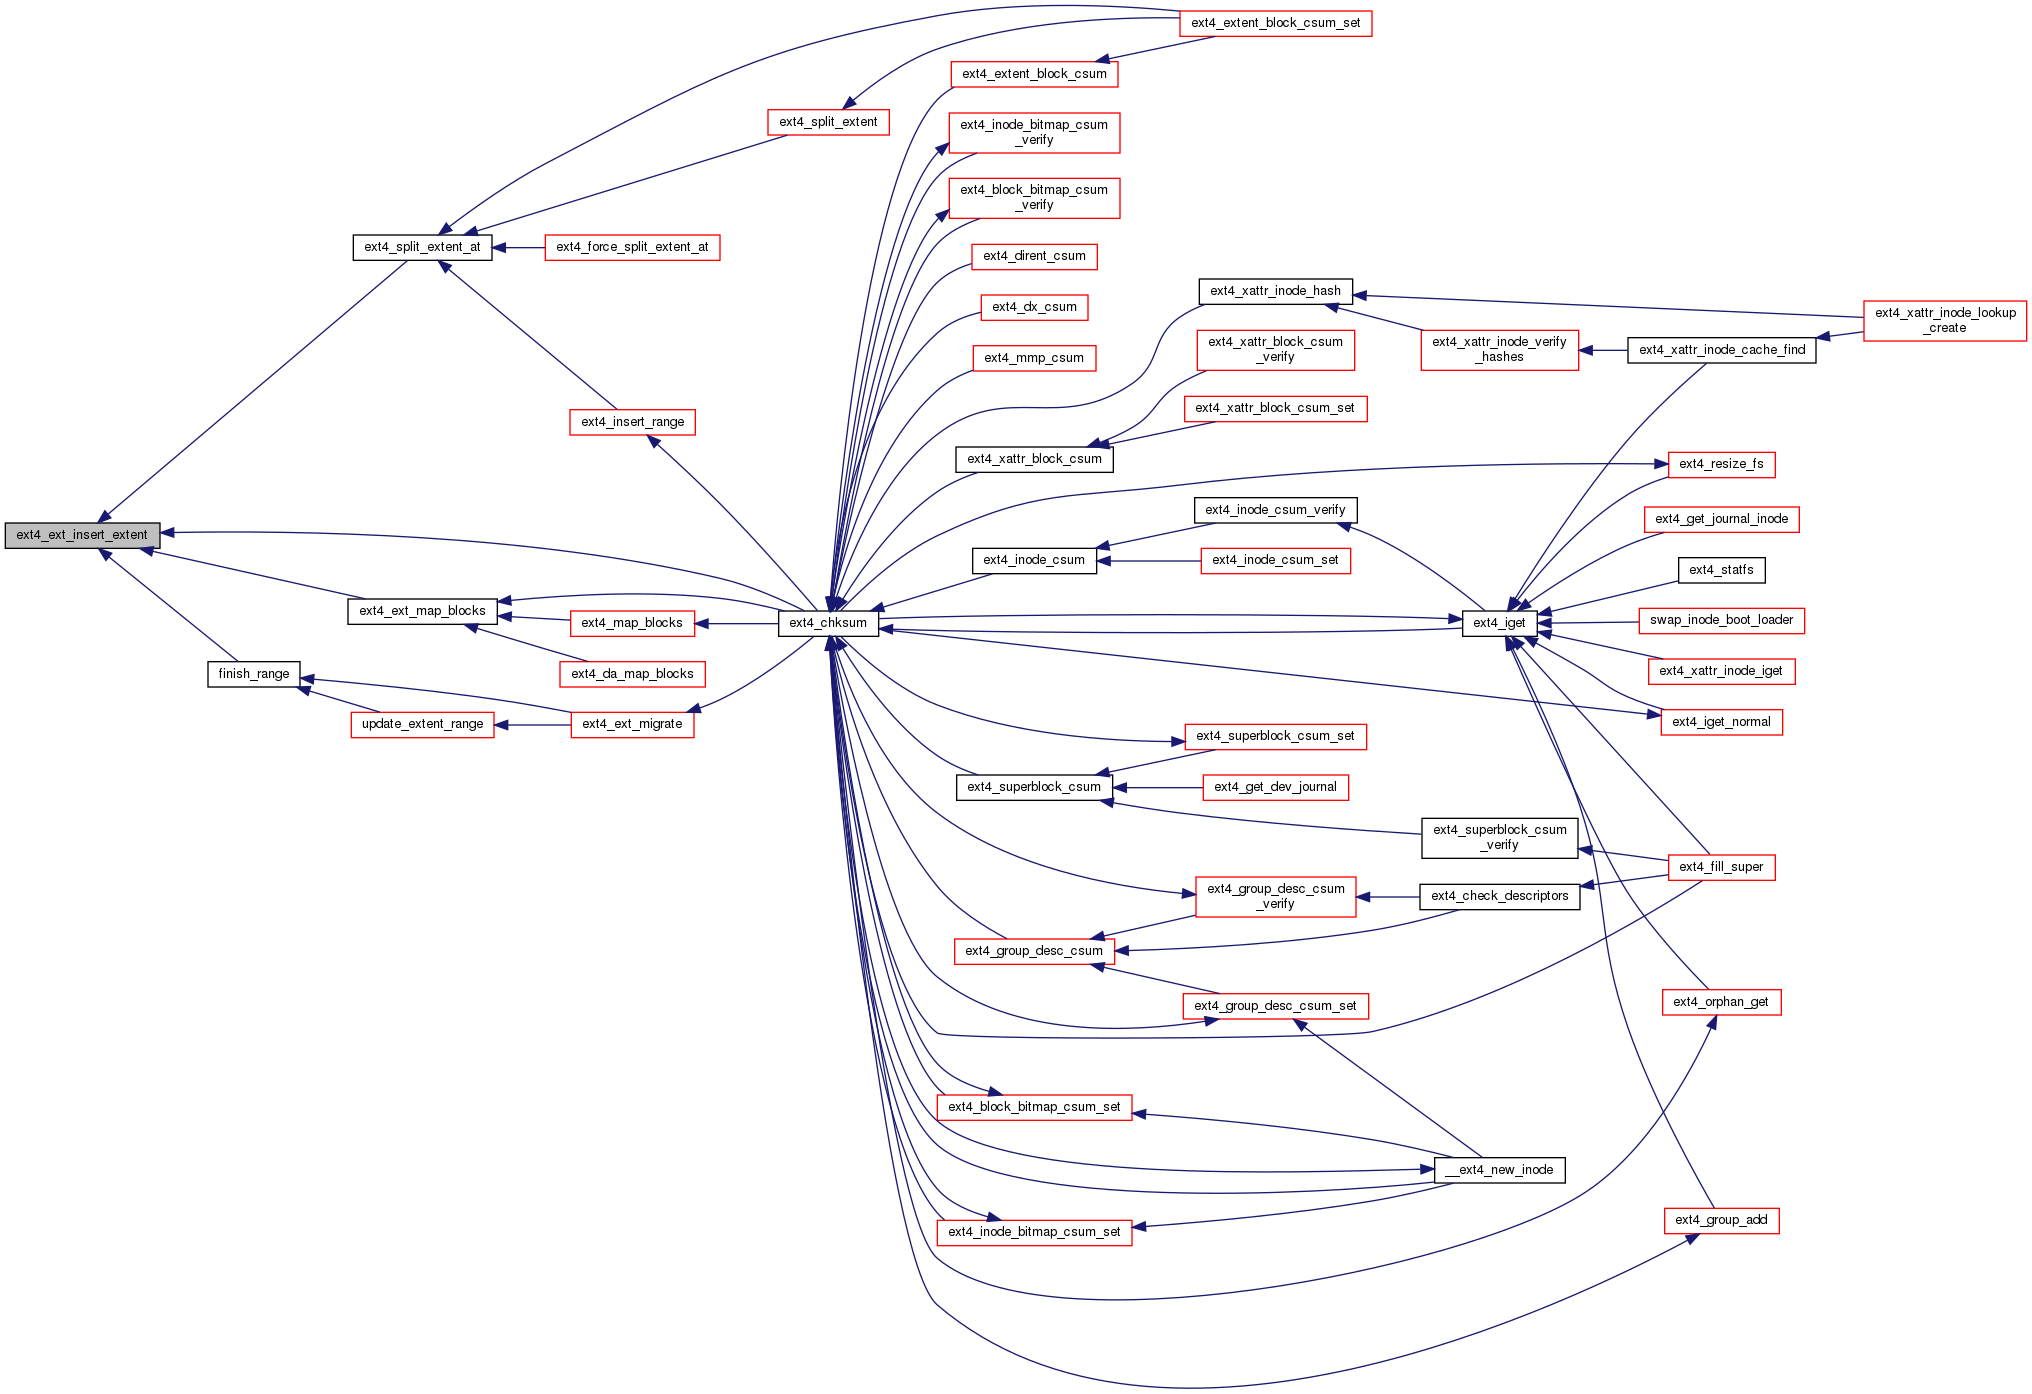 ext4_extent_block_csum_set
ext4_extent_block_csum
ext4_split_extent
ext4_inode_bitmap_csum
_verify
ext4_block_bitmap_csum
_verify
ext4_split_extent_at
ext4_force_split_extent_at
ext4_dirent_csum
ext4_xattr_inode_hash
ext4_dx_csum
ext4_xattr_inode_lookup
_create
ext4_xattr_block_csum
_verify
ext4_xattr_inode_verify
_hashes
ext4_xattr_inode_cache_find
ext4_mmp_csum
ext4_xattr_block_csum_set
ext4_insert_range
ext4_xattr_block_csum
ext4_resize_fs
ext4_inode_csum_verify
ext4_get_journal_inode
ext4_ext_insert_extent
ext4_inode_csum
ext4_inode_csum_set
ext4_statfs
ext4_ext_map_blocks
ext4_map_blocks
ext4_chksum
ext4_iget
swap_inode_boot_loader
finish_range
ext4_da_map_blocks
ext4_xattr_inode_iget
update_extent_range
ext4_ext_migrate
ext4_iget_normal
ext4_superblock_csum_set
ext4_superblock_csum
ext4_get_dev_journal
ext4_superblock_csum
_verify
ext4_fill_super
ext4_group_desc_csum
_verify
ext4_check_descriptors
ext4_group_desc_csum
ext4_group_desc_csum_set
ext4_orphan_get
ext4_block_bitmap_csum_set
__ext4_new_inode
ext4_inode_bitmap_csum_set
ext4_group_add